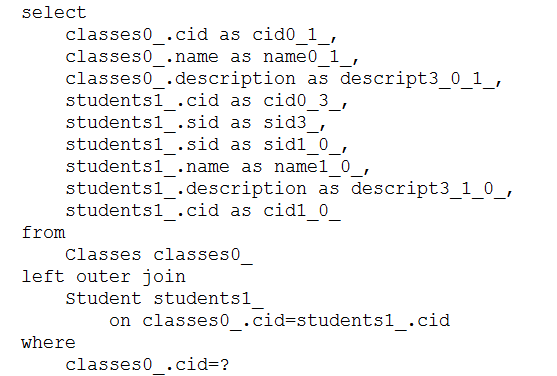 select
classes0_.cid as cid0_1_,
classes0_.name as name0_1_,
classes0_.description as descript3_0_1_,
students1_.cid as cid0_3_,
students1_.sid as sid3_,
students1_.sid as sid1_0_,
students1_.name as name1_0_,
students1_.description as descript3_1_0_,
students1_.cid as cid1_0_
from
Classes classes0_
left outer join
Student students1_
on classes0_.cid=students1_.cid
where
classes0_.cid=?